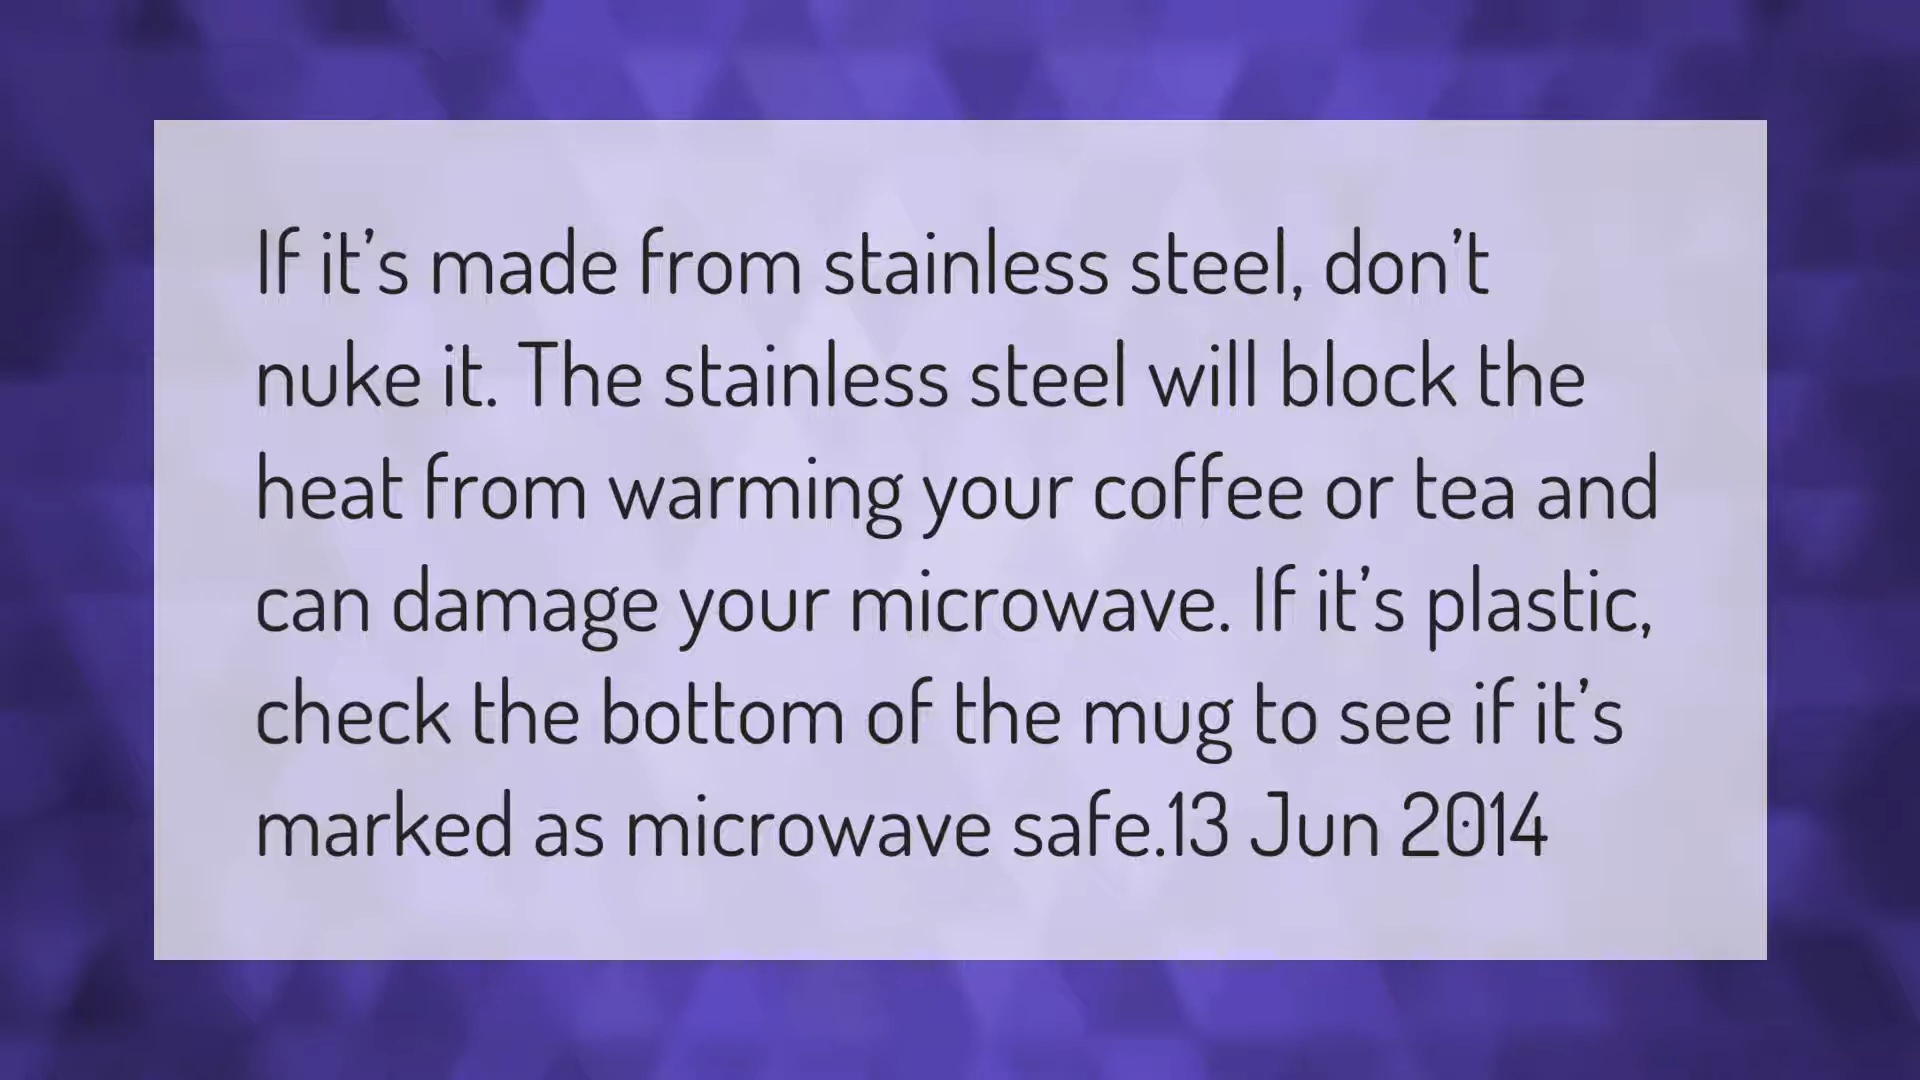 If it’s made from stainless steel, don’t
nuke it. The stainless steel will block the
heat from warming your coffee or tea and
can damage your microwave. If it’s plastic,
check the bottom of the mug to see if it’s
marked as microwave safe.13 Jun 2014